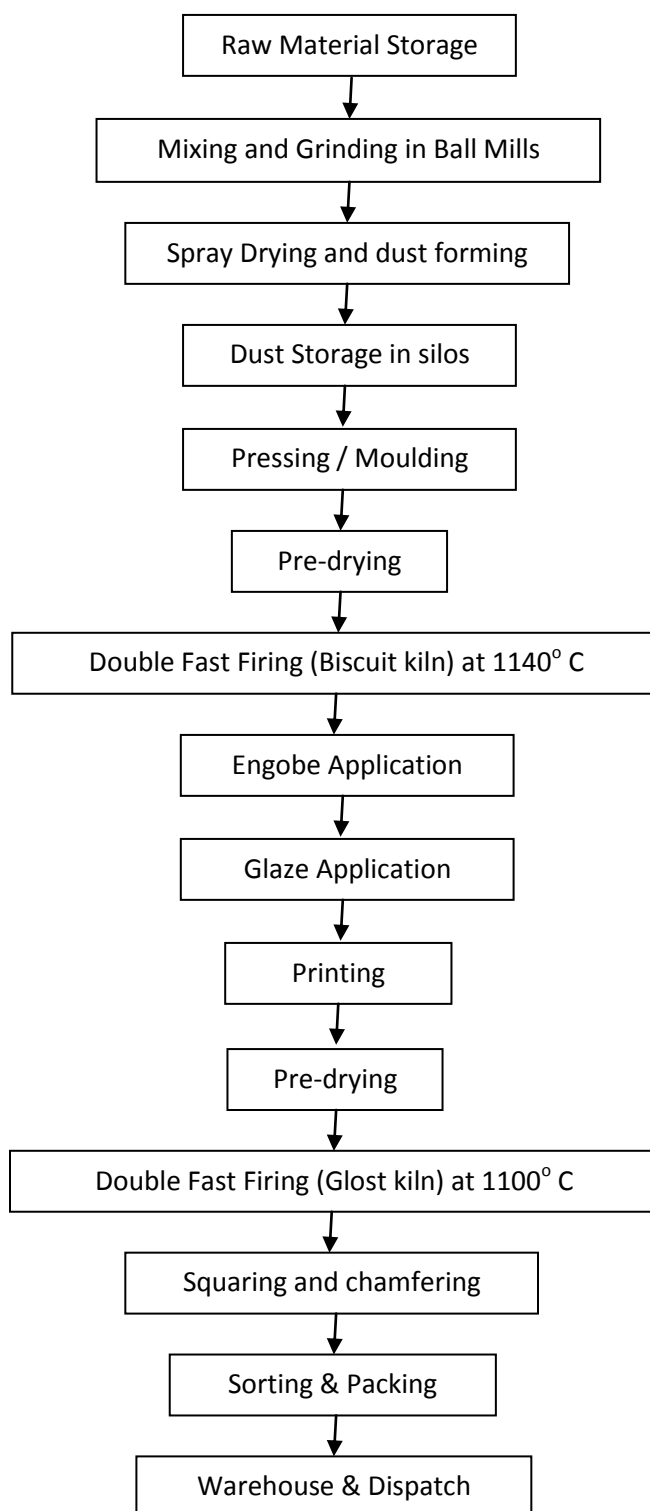 Raw Material Storage
Mixing and Grinding in Ball Mills
Spray Drying and dust forming
Dust Storage in silos
Pressing / Moulding
Pre-drying
Double Fast Firing (Biscuit kiln) at 1140° C
Engobe Application
Glaze Application
Printing
Pre-drying
Double Fast Firing (Glost kiln) at 1100° C
Squaring and chamfering
Sorting & Packing
Warehouse & Dispatch